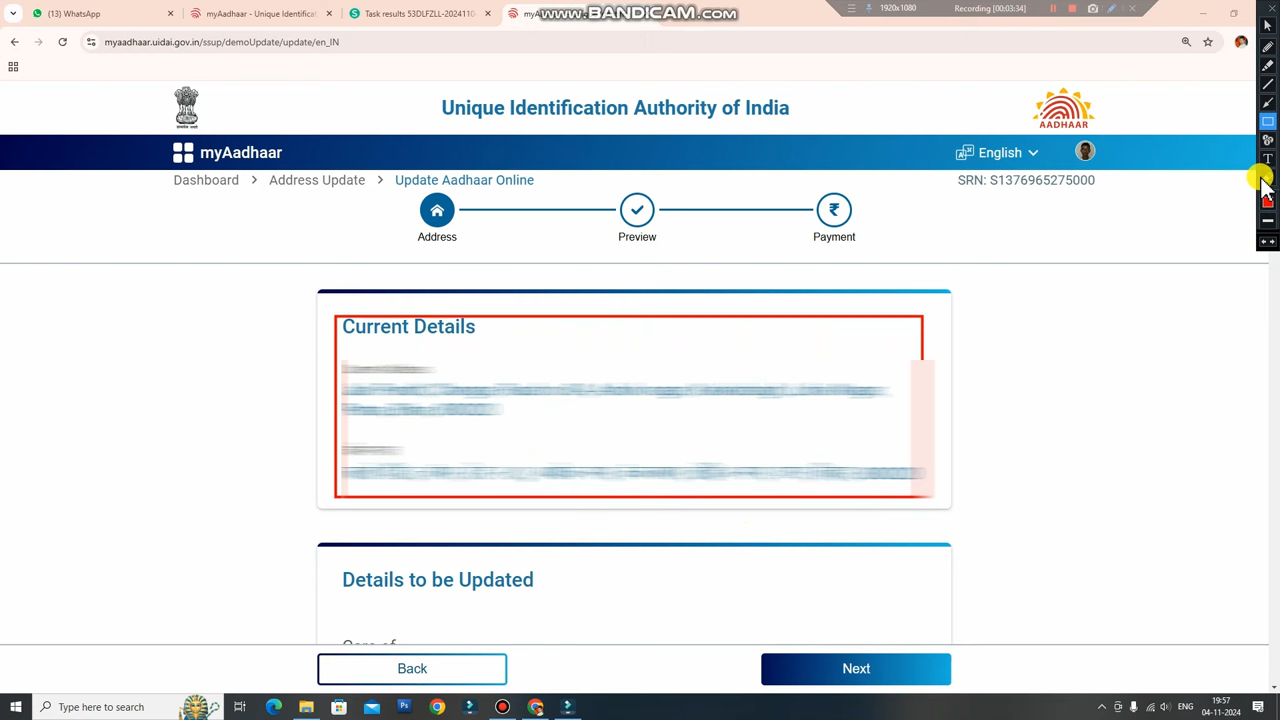 (13) WhatsApp
myAadhaar - Unique Identificat
Task results 53DLFZLL-2024110
WWW.BANDICAM.COM
1920x1080
Recording [00:03:34]
myaadhaar.uidai.gov.in/ssup/demoUpdate/update/en_IN
Unique Identification Authority of India
AADHAAR
myAadhaar
English
Dashboard > Address Update > Update Aadhaar Online
SRN: S1376965275000
Address
Preview
Payment
Current Details
Details to be Updated
Care of
Back
Next
Type here to search
ENG
19:57
04-11-2024